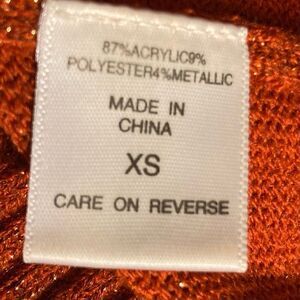 87%ACRYLIC9%
POLYESTER4%METALLIC
MADE IN
CHINA
XS
CARE ON REVERSE